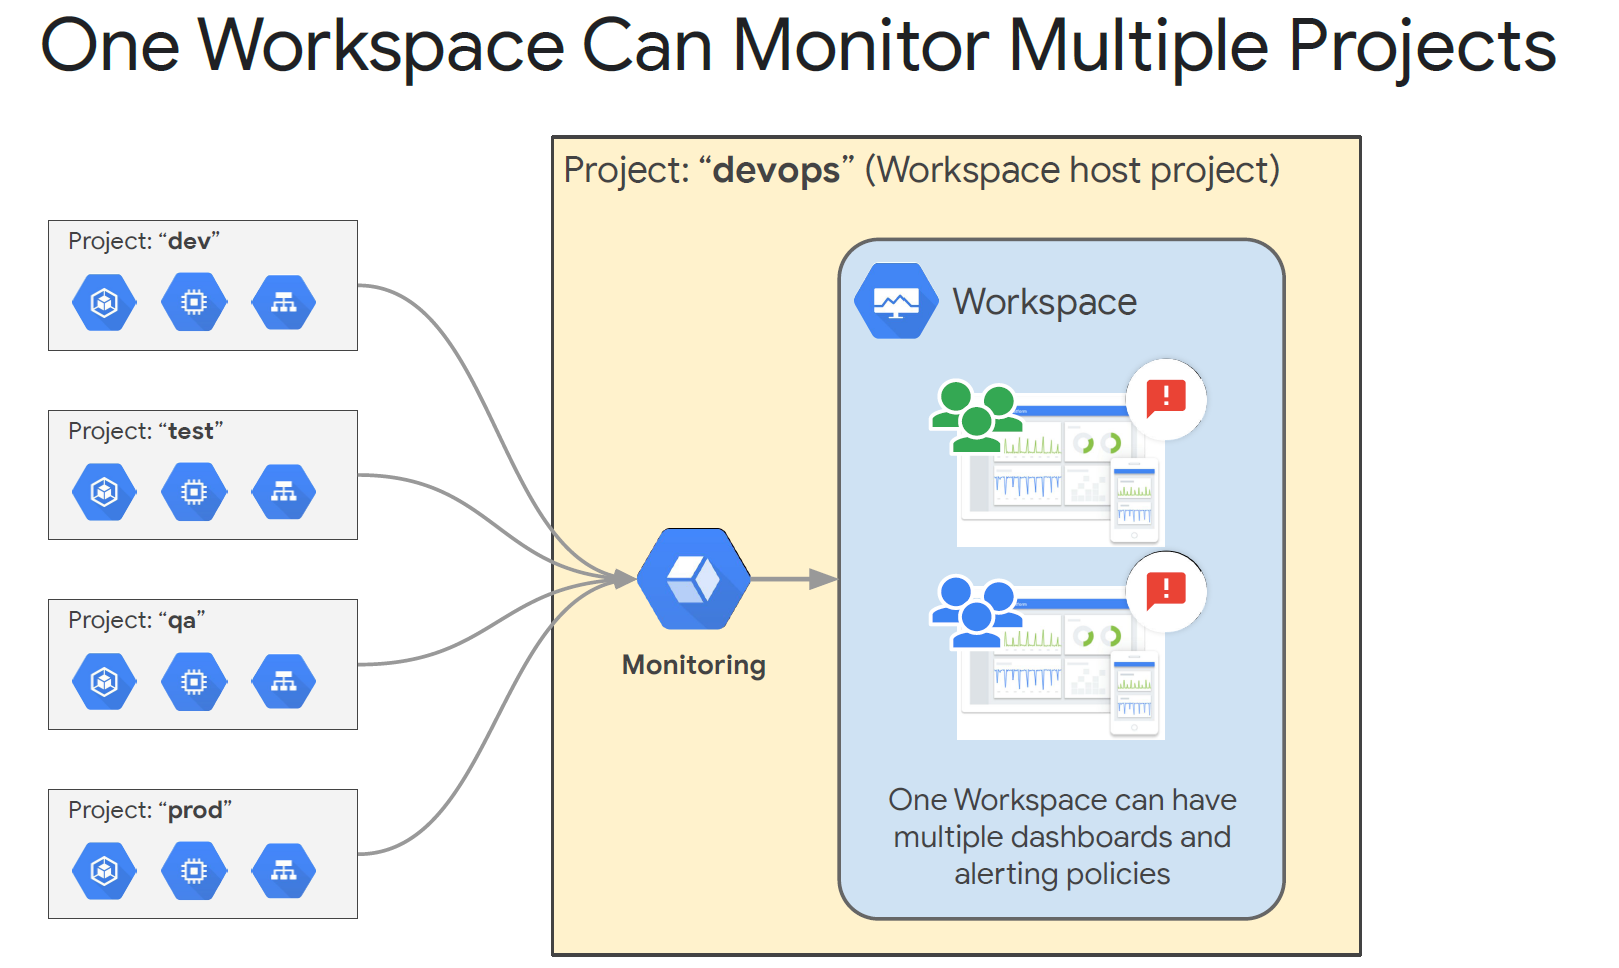 One Workspace Can Monitor Multiple Projects
Project: “devops” (Workspace host project)
Project: “dev”
Project: “test”
Project: “qa”
Project: “prod”
Monitoring
Workspace
One Workspace can have
multiple dashboards and
alerting policies